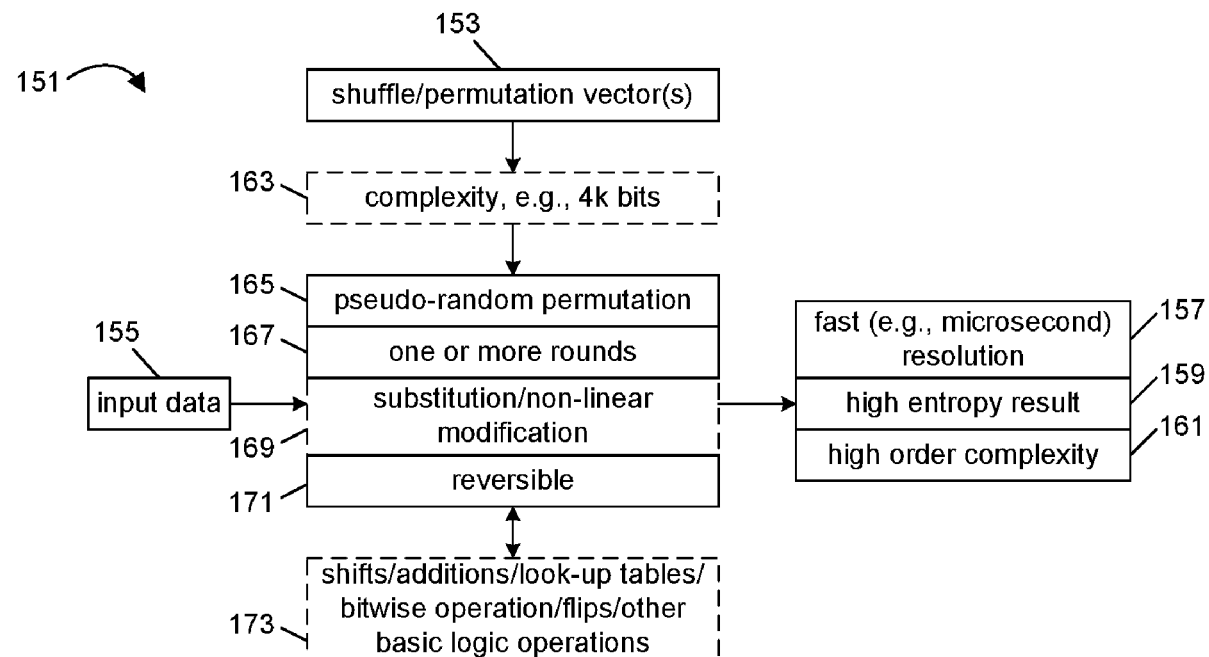 153
151
shuffle/permutation vector(s)
163
complexity, e.g., 4k bits
165
pseudo-random permutation
155
167
one or more rounds
input data
substitution/non-linear
modification
169
171
reversible
fast (e.g., microsecond)
resolution
157
high entropy result
159
high order complexity
161
shifts/additions/look-up tables/
bitwise operation/flips/other
basic logic operations
173